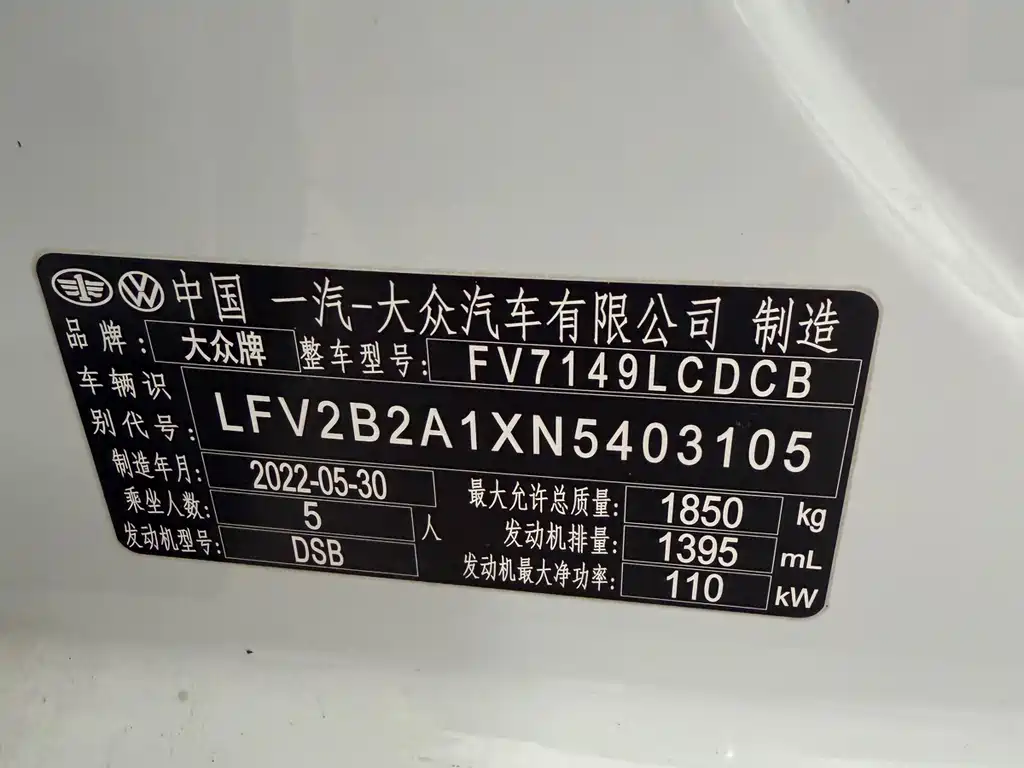 中国 一汽-大众汽车有限公司 制造
品牌: 大众牌 整车型号: FV7149LCDCB
车辆识别代号: LFV2B2A1XN5403105
制造年月: 2022-05-30 最大允许总质量: 1850 kg
乘坐人数: 5 人 发动机排量: 1395 mL
发动机型号: DSB 发动机最大净功率: 110 kW